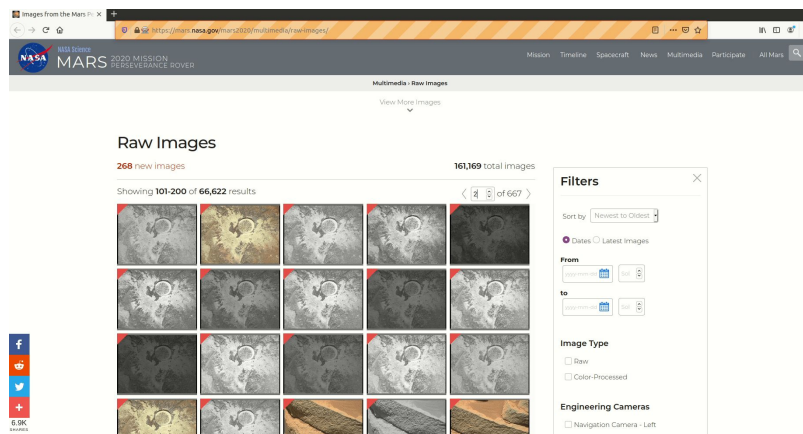 Images from the Mars Pe
https://mars.nasa.gov/mars2020/multimedia/raw-images/
NASA
NASA Science
MARS 2020 MISSION PERSEVERANCE ROVER
Mission Timeline Spacecraft News Multimedia Participate All Mars
Multimedia › Raw Images
View More Images
Raw Images
268 new images 161,169 total images
Showing 101-200 of 66,622 results 2 of 667
Filters
Sort by Newest to Oldest
Dates Latest Images
From
Sol
to
Sol
Image Type
Raw
Color-Processed
Engineering Cameras
Navigation Camera - Left
6.9K
SHARES